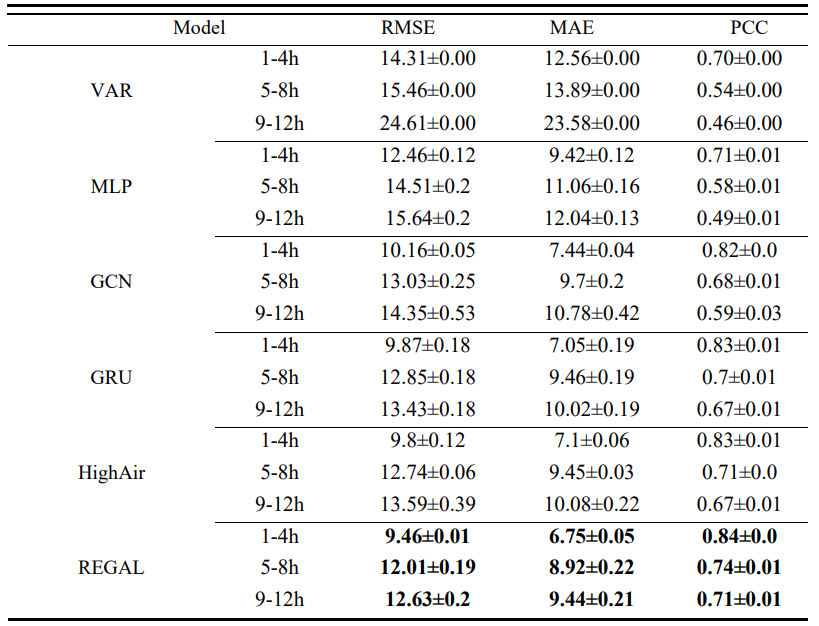 Model RMSE MAE PCC
1-4h 14.31±0.00 12.56±0.00 0.70±0.00
VAR 5-8h 15.46±0.00 13.89±0.00 0.54±0.00
9-12h 24.61±0.00 23.58±0.00 0.46±0.00
1-4h 12.46±0.12 9.42±0.12 0.71±0.01
MLP 5-8h 14.51±0.2 11.06±0.16 0.58±0.01
9-12h 15.64±0.2 12.04±0.13 0.49±0.01
1-4h 10.16±0.05 7.44±0.04 0.82±0.0
GCN 5-8h 13.03±0.25 9.7±0.2 0.68±0.01
9-12h 14.35±0.53 10.78±0.42 0.59±0.03
1-4h 9.87±0.18 7.05±0.19 0.83±0.01
GRU 5-8h 12.85±0.18 9.46±0.19 0.7±0.01
9-12h 13.43±0.18 10.02±0.19 0.67±0.01
1-4h 9.8±0.12 7.1±0.06 0.83±0.01
HighAir 5-8h 12.74±0.06 9.45±0.03 0.71±0.0
9-12h 13.59±0.39 10.08±0.22 0.67±0.01
1-4h 9.46±0.01 6.75±0.05 0.84±0.0
REGAL 5-8h 12.01±0.19 8.92±0.22 0.74±0.01
9-12h 12.63±0.2 9.44±0.21 0.71±0.01